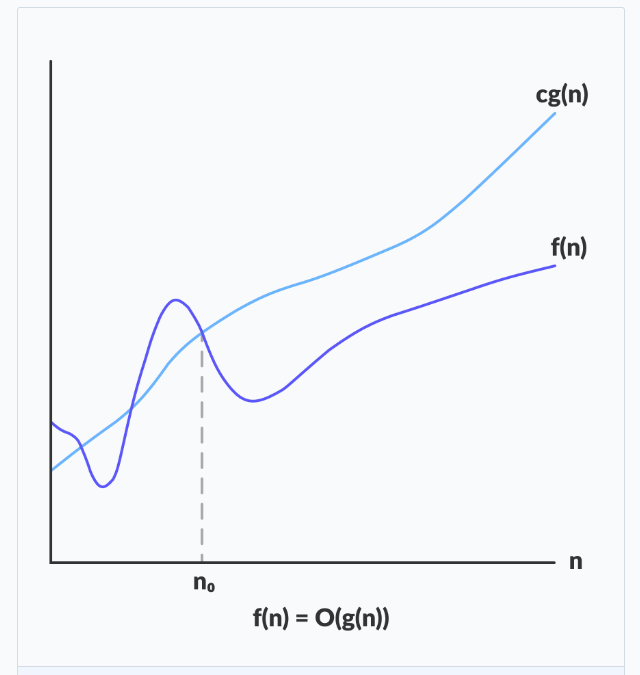 cg(n)
f(n)
n
n₀
f(n) = O(g(n))